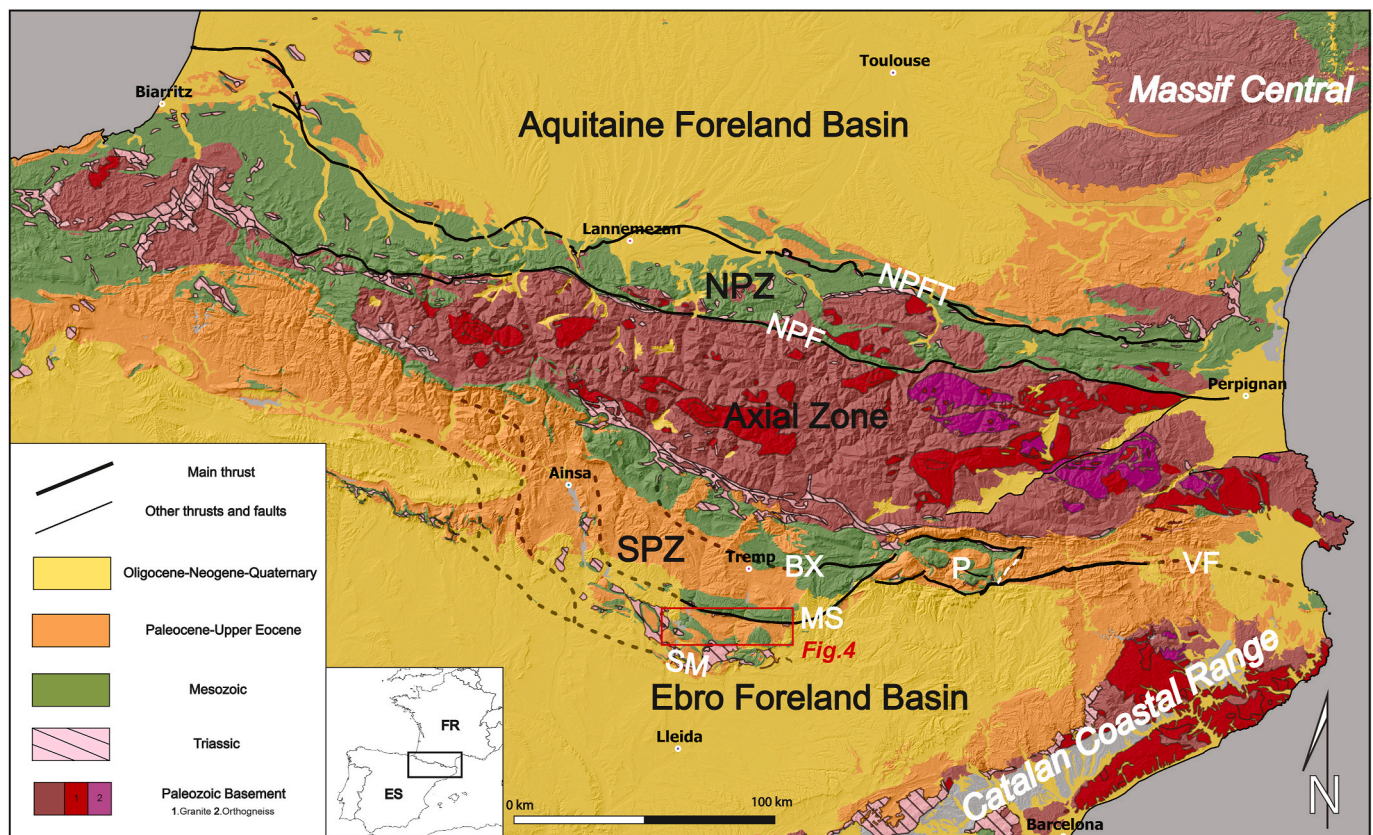 Toulouse
Massif Central
Biarritz
Aquitaine Foreland Basin
Lannemezan
NPZ
NPFT
NPF
Perpignan
Axial Zone
Ainsa
SPZ
Tremp
BX
P
VF
MS
Fig.4
SM
Ebro Foreland Basin
Lleida
Catalan Coastal Range
Barcelona
Main thrust
Other thrusts and faults
Oligocene-Neogene-Quaternary
Paleocene-Upper Eocene
Mesozoic
Triassic
1 2 Paleozoic Basement
1.Granite 2.Orthogneiss
FR
ES
0 km 100 km
N